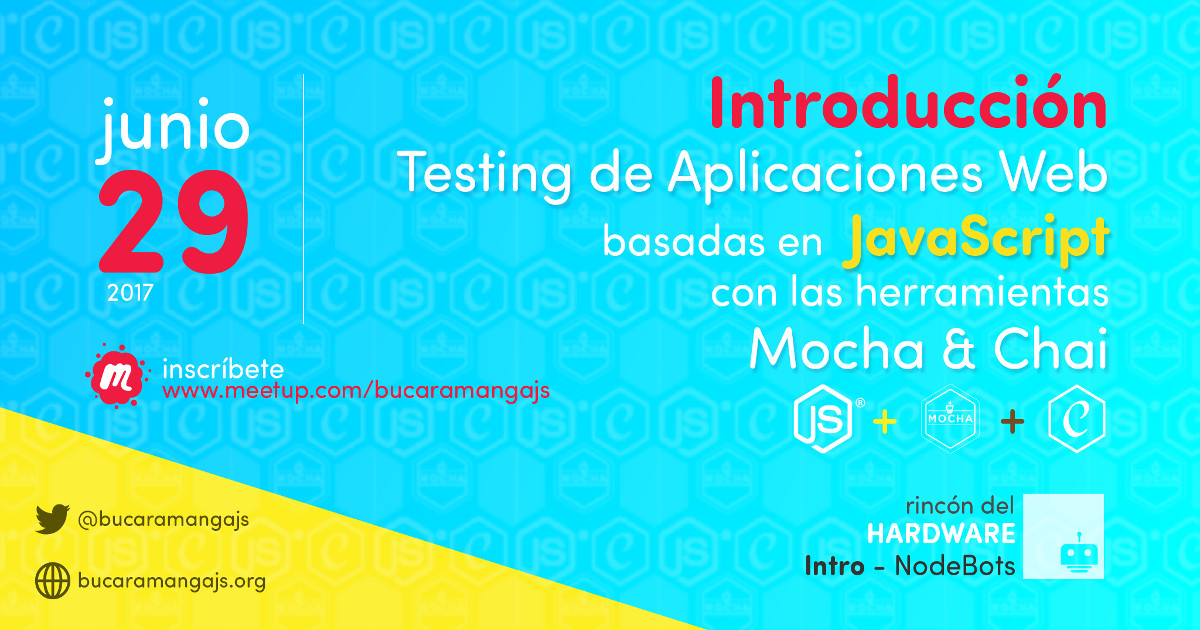 junio
29
2017
inscríbete
www.meetup.com/bucaramangajs
Introducción
Testing de Aplicaciones Web
basadas en JavaScript
con las herramientas
Mocha & Chai
JS® + MOCHA + C
rincón del
HARDWARE
Intro - NodeBots
@bucaramangajs
bucaramangajs.org